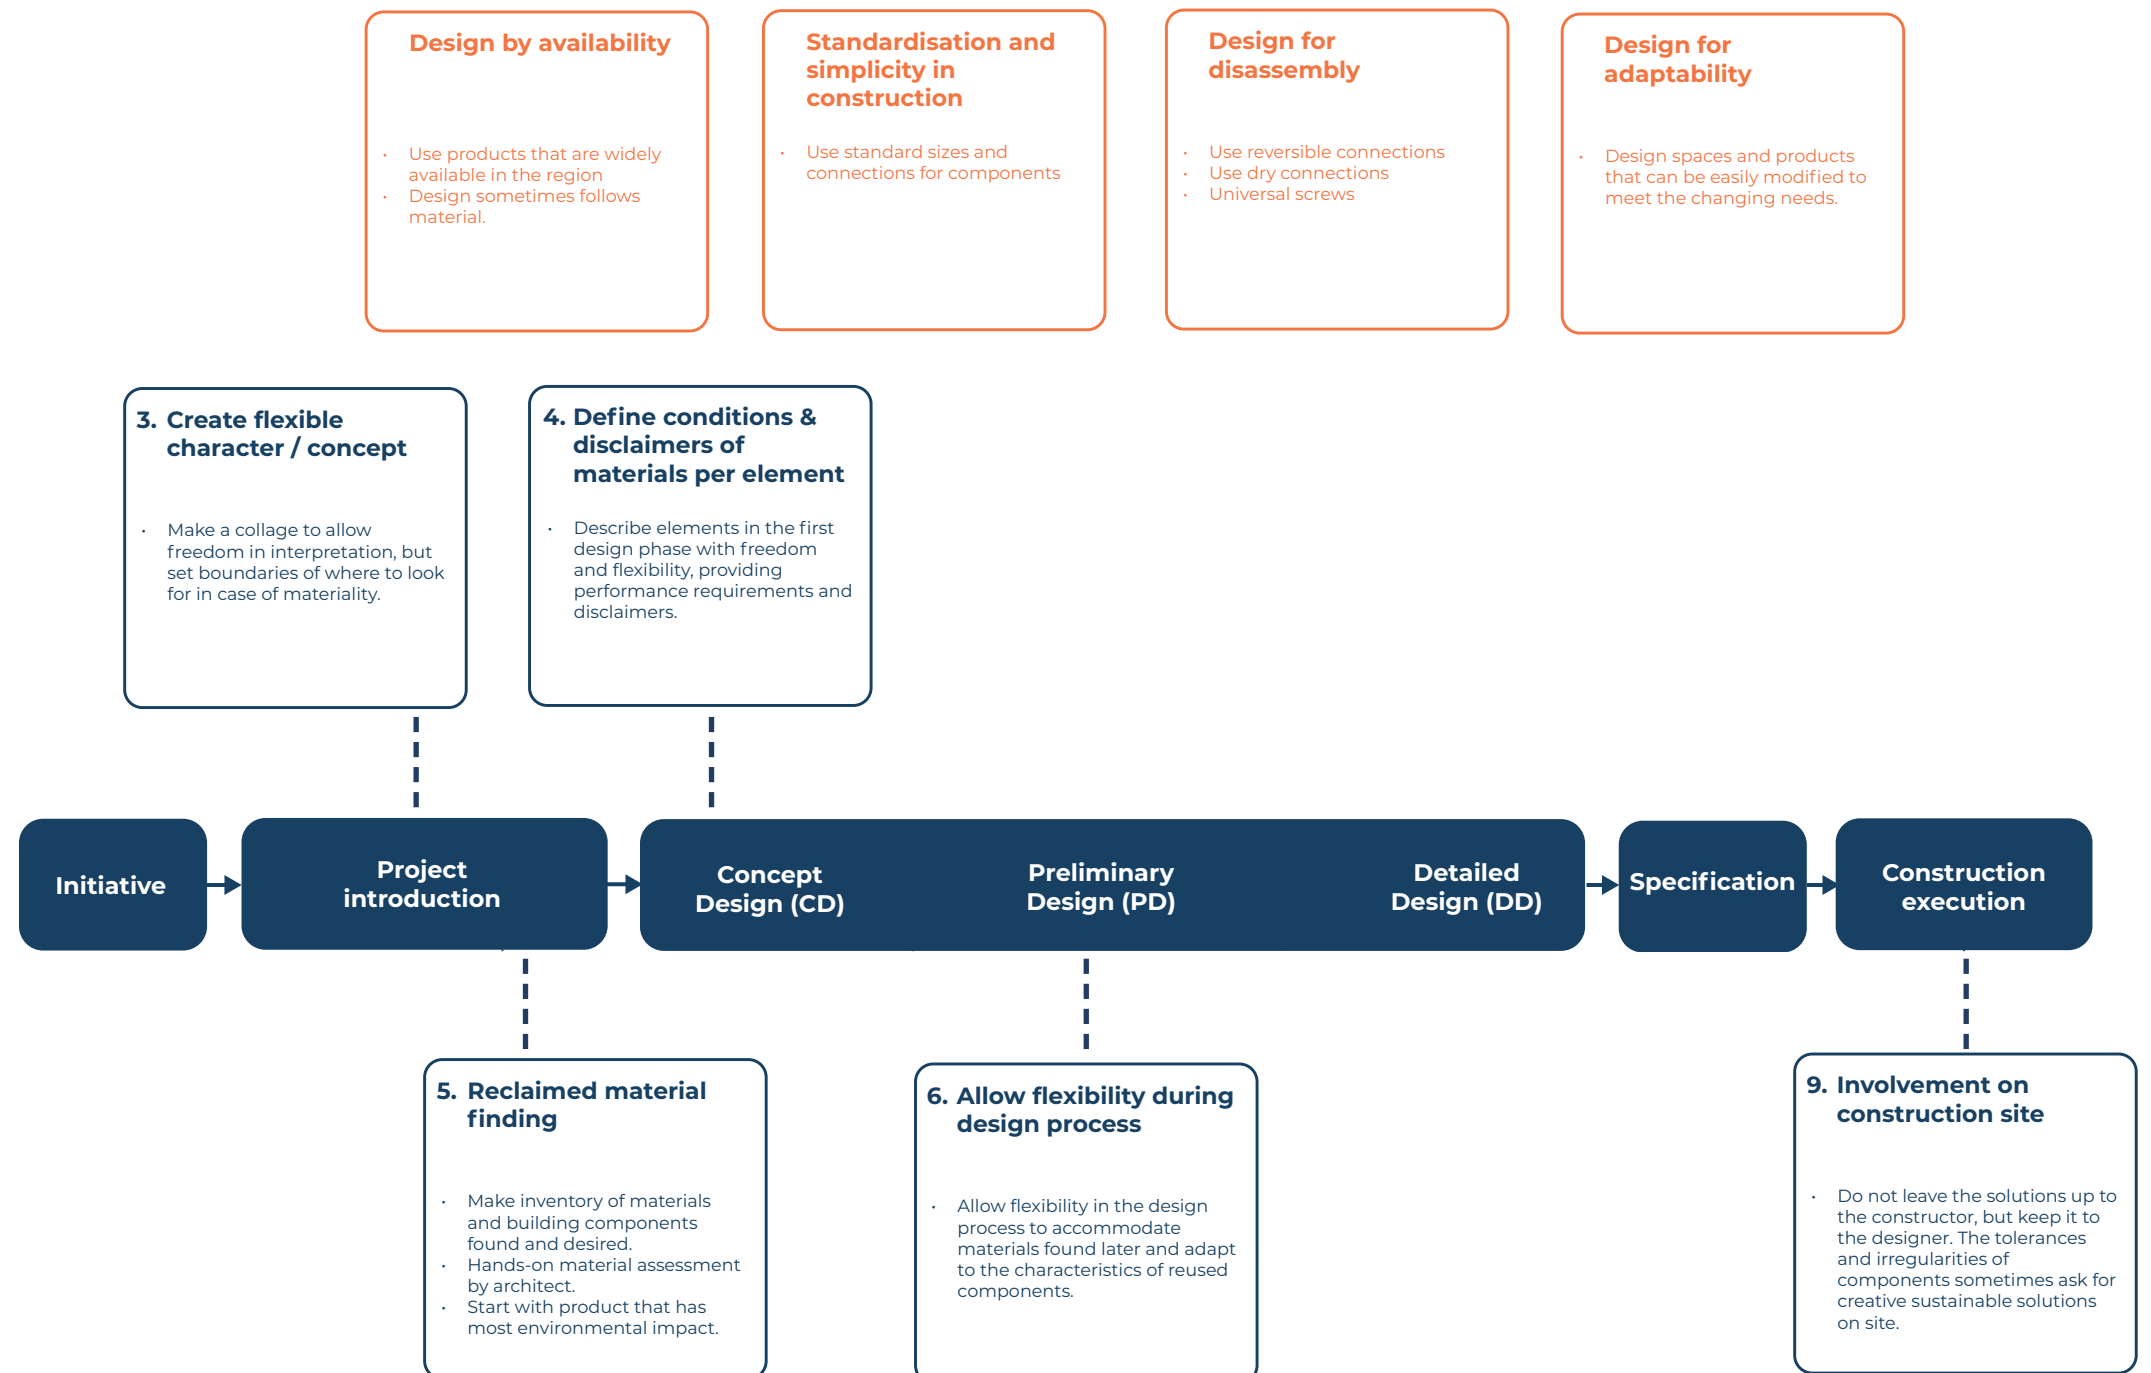 Design by availability
• Use products that are widely
available in the region
• Design sometimes follows
material.
Standardisation and
simplicity in
construction
• Use standard sizes and
connections for components
Design for
disassembly
• Use reversible connections
• Use dry connections
• Universal screws
Design for
adaptability
• Design spaces and products
that can be easily modified to
meet the changing needs.
3. Create flexible
character / concept
• Make a collage to allow
freedom in interpretation, but
set boundaries of where to look
for in case of materiality.
4. Define conditions &
disclaimers of
materials per element
• Describe elements in the first
design phase with freedom
and flexibility, providing
performance requirements and
disclaimers.
Initiative
Project
introduction
Concept
Design (CD)
Preliminary
Design (PD)
Detailed
Design (DD)
Specification
Construction
execution
5. Reclaimed material
finding
• Make inventory of materials
and building components
found and desired.
• Hands-on material assessment
by architect.
• Start with product that has
most environmental impact.
6. Allow flexibility during
design process
• Allow flexibility in the design
process to accommodate
materials found later and adapt
to the characteristics of reused
components.
9. Involvement on
construction site
• Do not leave the solutions up to
the constructor, but keep it to
the designer. The tolerances
and irregularities of
components sometimes ask for
creative sustainable solutions
on site.